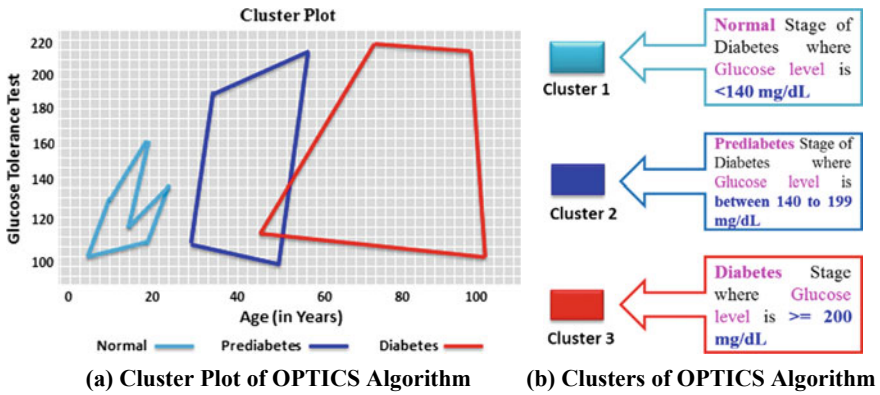 Cluster Plot
Glucose Tolerance Test
220
200
180
160
140
120
100
0 20 40 60 80 100
Age (in Years)
Normal Prediabetes Diabetes
(a) Cluster Plot of OPTICS Algorithm
Cluster 1
Normal Stage of
Diabetes where
Glucose level is
<140 mg/dL
Cluster 2
Prediabetes Stage of
Diabetes where
Glucose level is
between 140 to 199
mg/dL
Cluster 3
Diabetes Stage
where Glucose
level is >= 200
mg/dL
(b) Clusters of OPTICS Algorithm